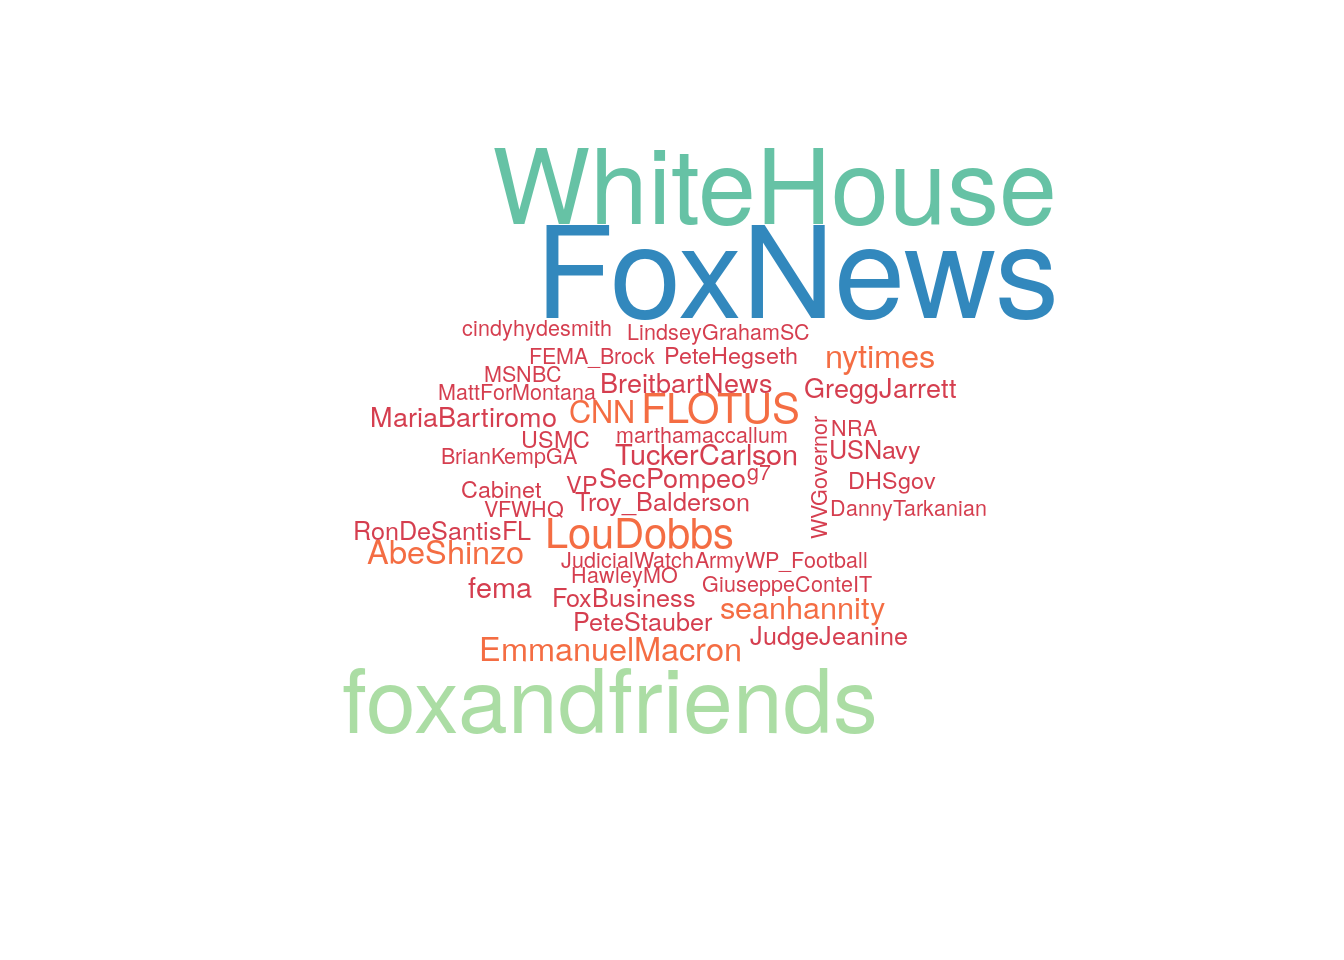 WhiteHouse
FoxNews
cindyhydesmith
LindseyGrahamSC
FEMA_Brock
PeteHegseth
nytimes
MSNBC
BreitbartNews
GreggJarrett
MattForMontana
MariaBartiromo
CNN
FLOTUS
NRA
USMC
marthamaccallum
USNavy
BrianKempGA
TuckerCarlson
WVGovernor
Cabinet
VP
SecPompeo
g7
DHSgov
VFWHQ
Troy_Balderson
DannyTarkanian
RonDeSantisFL
LouDobbs
AbeShinzo
JudicialWatch
ArmyWP_Football
HawleyMO
GiuseppeConteIT
fema
FoxBusiness
seanhannity
PeteStauber
JudgeJeanine
EmmanuelMacron
foxandfriends